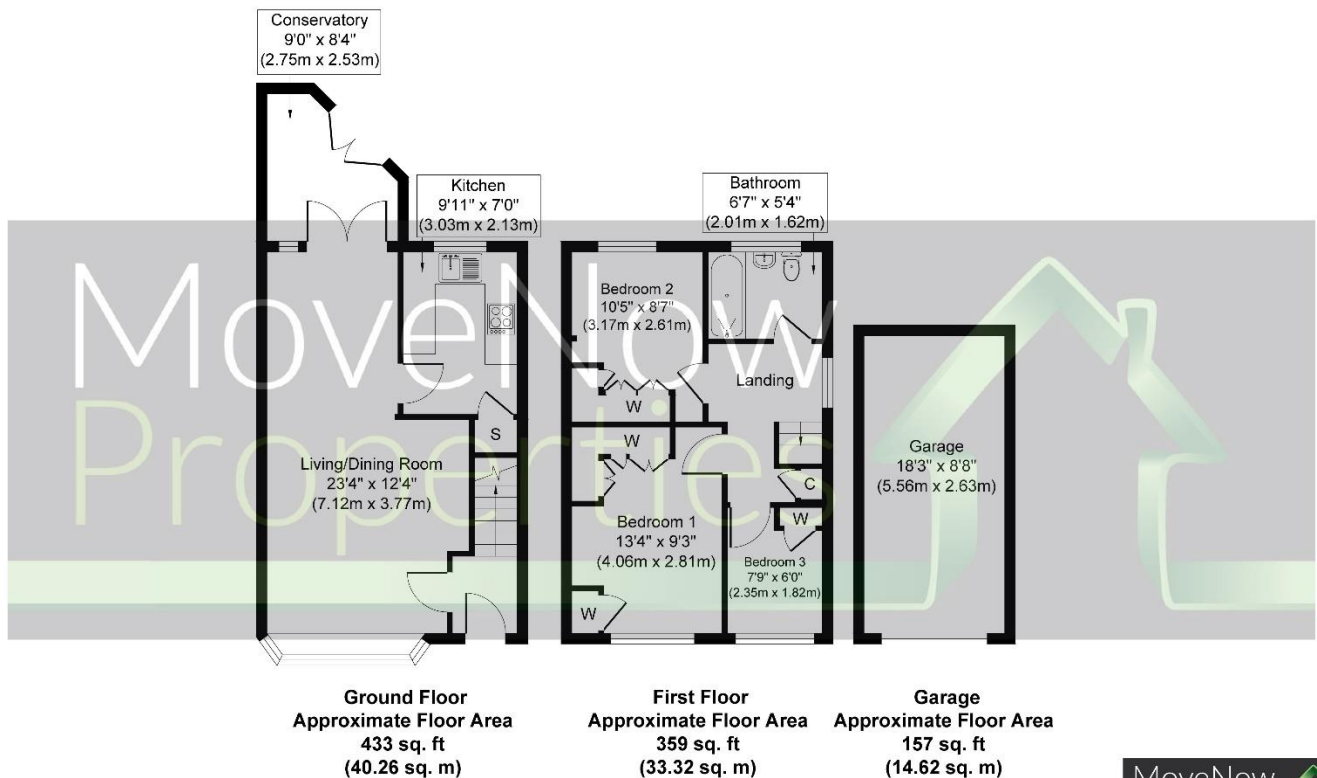 Conservatory
9'0" x 8'4"
(2.75m x 2.53m)
Kitchen
9'11" x 7'0"
(3.03m x 2.13m)
Bathroom
6'7" x 5'4"
(2.01m x 1.62m)
MoveNow
Properties
Bedroom 2
10'5" x 8'7"
(3.17m x 2.61m)
Landing
W
S
W
Living/Dining Room
23'4" x 12'4"
(7.12m x 3.77m)
Garage
18'3" x 8'8"
(5.56m x 2.63m)
C
W
Bedroom 1
13'4" x 9'3"
(4.06m x 2.81m)
Bedroom 3
7'9" x 6'0"
(2.35m x 1.82m)
W
Ground Floor
Approximate Floor Area
433 sq. ft
(40.26 sq. m)
First Floor
Approximate Floor Area
359 sq. ft
(33.32 sq. m)
Garage
Approximate Floor Area
157 sq. ft
(14.62 sq. m)
MoveNow